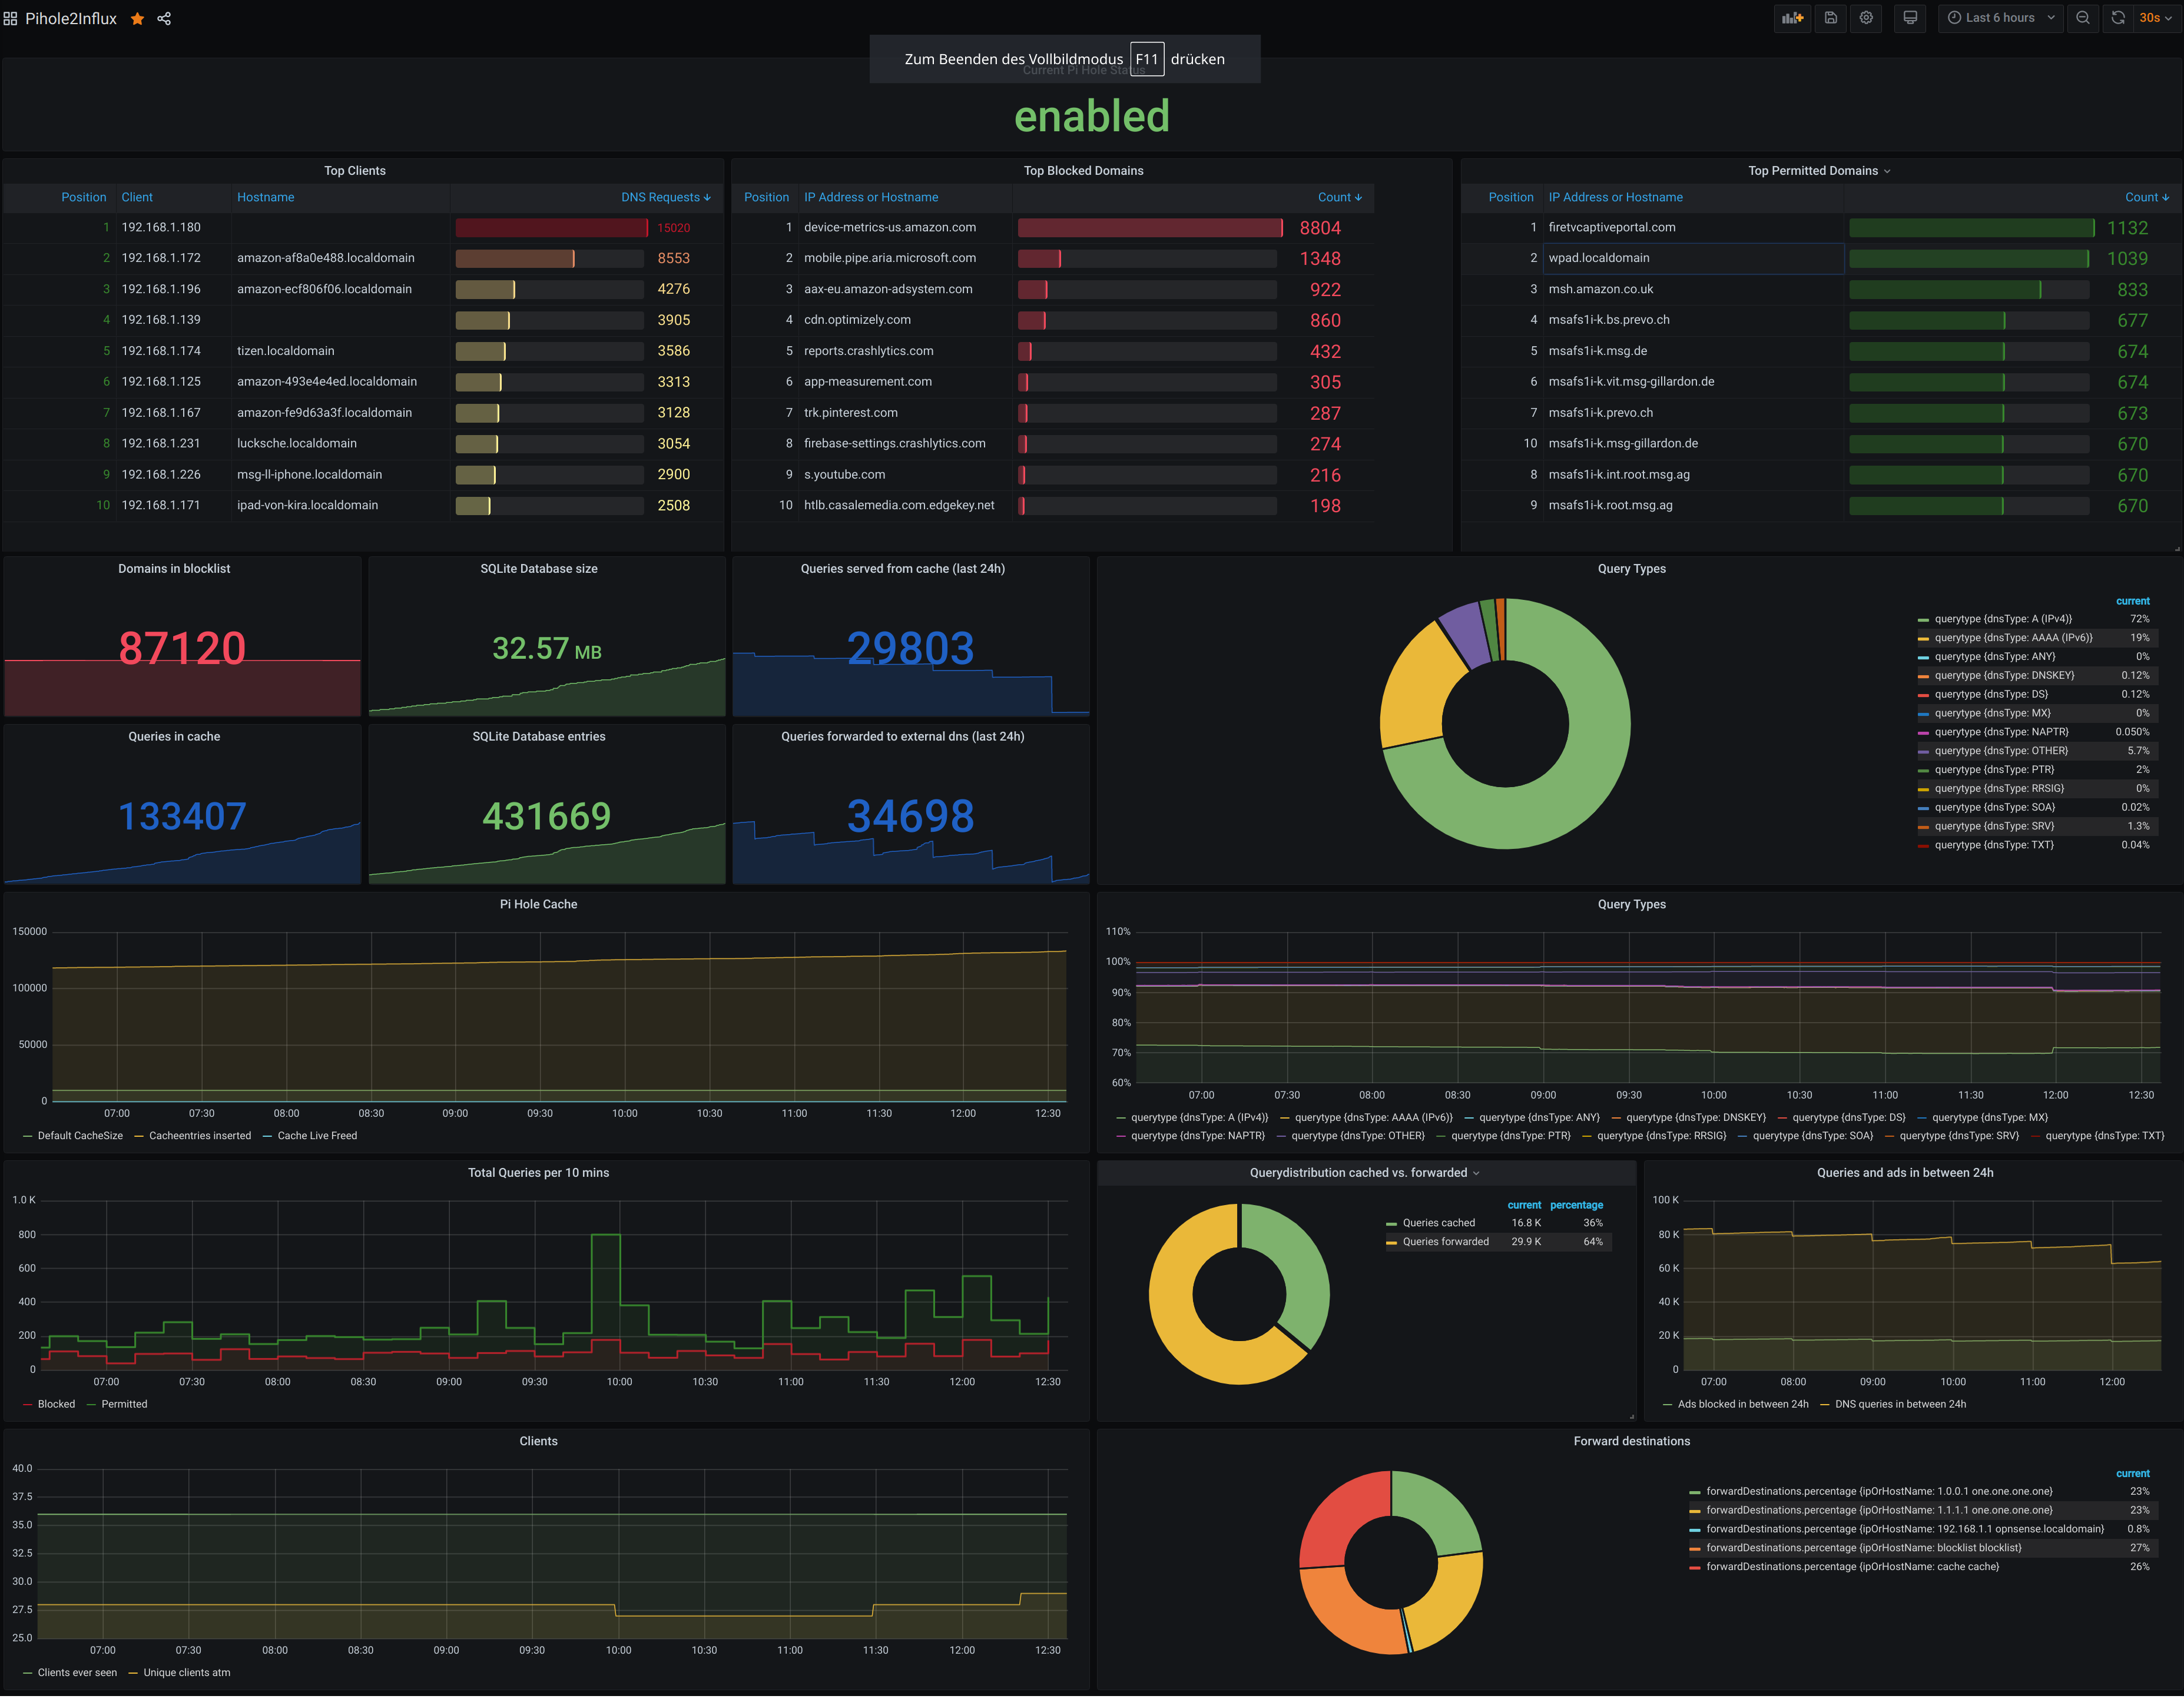 Pihole2Influx
Last 6 hours
30s
Zum Beenden des Vollbildmodus F11 drücken
Current Pi Hole Status
enabled
Top Clients
Position Client Hostname DNS Requests
1 192.168.1.180 15020
2 192.168.1.172 amazon-af8a0e488.localdomain 8553
3 192.168.1.196 amazon-ecf806f06.localdomain 4276
4 192.168.1.139 3905
5 192.168.1.174 tizen.localdomain 3586
6 192.168.1.125 amazon-493e4e4ed.localdomain 3313
7 192.168.1.167 amazon-fe9d63a3f.localdomain 3128
8 192.168.1.231 lucksche.localdomain 3054
9 192.168.1.226 msg-ll-iphone.localdomain 2900
10 192.168.1.171 ipad-von-kira.localdomain 2508
Top Blocked Domains
Position IP Address or Hostname Count
1 device-metrics-us.amazon.com 8804
2 mobile.pipe.aria.microsoft.com 1348
3 aax-eu.amazon-adsystem.com 922
4 cdn.optimizely.com 860
5 reports.crashlytics.com 432
6 app-measurement.com 305
7 trk.pinterest.com 287
8 firebase-settings.crashlytics.com 274
9 s.youtube.com 216
10 htlb.casalemedia.com.edgekey.net 198
Top Permitted Domains
Position IP Address or Hostname Count
1 firetvcaptiveportal.com 1132
2 wpad.localdomain 1039
3 msh.amazon.co.uk 833
4 msafs1i-k.bs.prevo.ch 677
5 msafs1i-k.msg.de 674
6 msafs1i-k.vit.msg-gillardon.de 674
7 msafs1i-k.prevo.ch 673
10 msafs1i-k.msg-gillardon.de 670
8 msafs1i-k.int.root.msg.ag 670
9 msafs1i-k.root.msg.ag 670
Domains in blocklist
87120
SQLite Database size
32.57 MB
Queries served from cache (last 24h)
29803
Queries in cache
133407
SQLite Database entries
431669
Queries forwarded to external dns (last 24h)
34698
Query Types
current
querytype {dnsType: A (IPv4)} 72%
querytype {dnsType: AAAA (IPv6)} 19%
querytype {dnsType: ANY} 0%
querytype {dnsType: DNSKEY} 0.12%
querytype {dnsType: DS} 0.12%
querytype {dnsType: MX} 0%
querytype {dnsType: NAPTR} 0.050%
querytype {dnsType: OTHER} 5.7%
querytype {dnsType: PTR} 2%
querytype {dnsType: RRSIG} 0%
querytype {dnsType: SOA} 0.02%
querytype {dnsType: SRV} 1.3%
querytype {dnsType: TXT} 0.04%
Pi Hole Cache
150000
100000
50000
0
07:00 07:30 08:00 08:30 09:00 09:30 10:00 10:30 11:00 11:30 12:00 12:30
Default CacheSize Cacheentries inserted Cache Live Freed
Query Types
110%
100%
90%
80%
70%
60%
07:00 07:30 08:00 08:30 09:00 09:30 10:00 10:30 11:00 11:30 12:00 12:30
querytype {dnsType: A (IPv4)} querytype {dnsType: AAAA (IPv6)} querytype {dnsType: ANY} querytype {dnsType: DNSKEY} querytype {dnsType: DS} querytype {dnsType: MX}
querytype {dnsType: NAPTR} querytype {dnsType: OTHER} querytype {dnsType: PTR} querytype {dnsType: RRSIG} querytype {dnsType: SOA} querytype {dnsType: SRV} querytype {dnsType: TXT}
Total Queries per 10 mins
1.0 K
800
600
400
200
0
07:00 07:30 08:00 08:30 09:00 09:30 10:00 10:30 11:00 11:30 12:00 12:30
Blocked Permitted
Querydistribution cached vs. forwarded
current percentage
Queries cached 16.8 K 36%
Queries forwarded 29.9 K 64%
Queries and ads in between 24h
100 K
80 K
60 K
40 K
20 K
0
07:00 08:00 09:00 10:00 11:00 12:00
Ads blocked in between 24h DNS queries in between 24h
Clients
40.0
37.5
35.0
32.5
30.0
27.5
25.0
07:00 07:30 08:00 08:30 09:00 09:30 10:00 10:30 11:00 11:30 12:00 12:30
Clients ever seen Unique clients atm
Forward destinations
current
forwardDestinations.percentage {ipOrHostName: 1.0.0.1 one.one.one.one} 23%
forwardDestinations.percentage {ipOrHostName: 1.1.1.1 one.one.one.one} 23%
forwardDestinations.percentage {ipOrHostName: 192.168.1.1 opnsense.localdomain} 0.8%
forwardDestinations.percentage {ipOrHostName: blocklist blocklist} 27%
forwardDestinations.percentage {ipOrHostName: cache cache} 26%